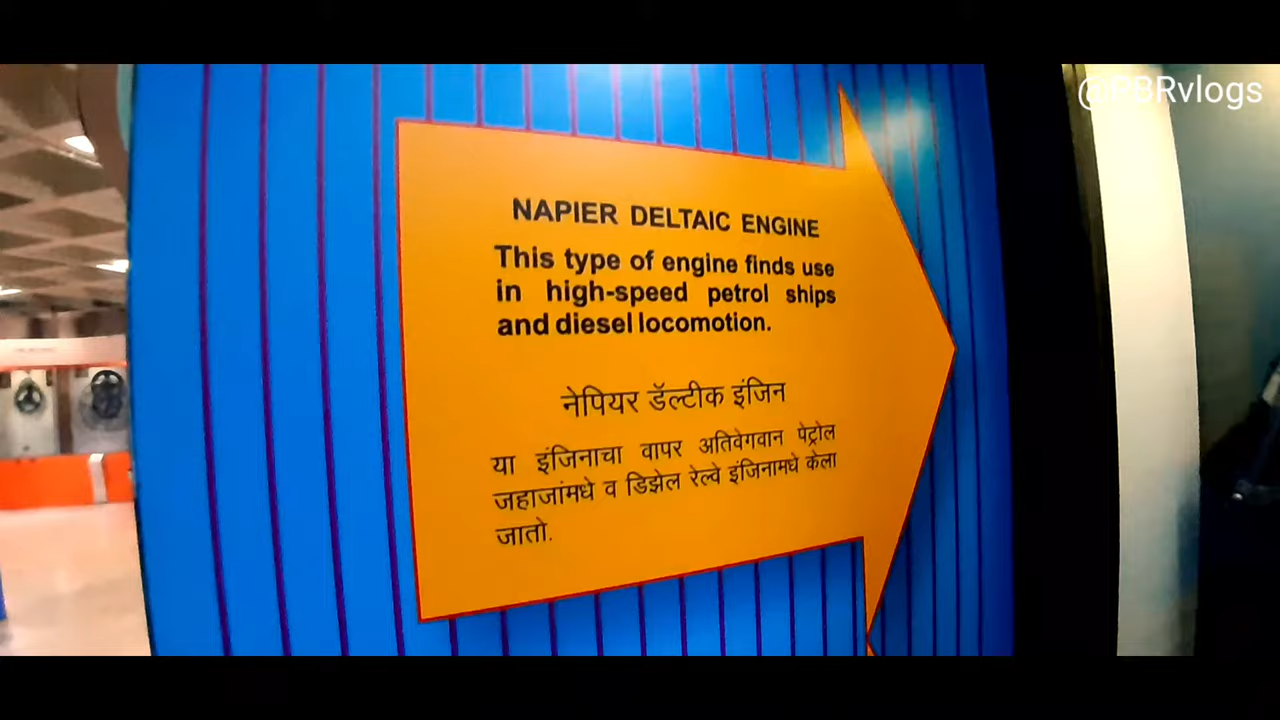 @PBRvlogs
NAPIER DELTAIC ENGINE
This type of engine finds use
in high-speed petrol ships
and diesel locomotion.
नेपियर डॅल्टीक इंजिन
या इंजिनाचा वापर अतिवेगवान पेट्रोल
जहाजांमधे व डिझेल रेल्वे इंजिनामधे केला
जातो.